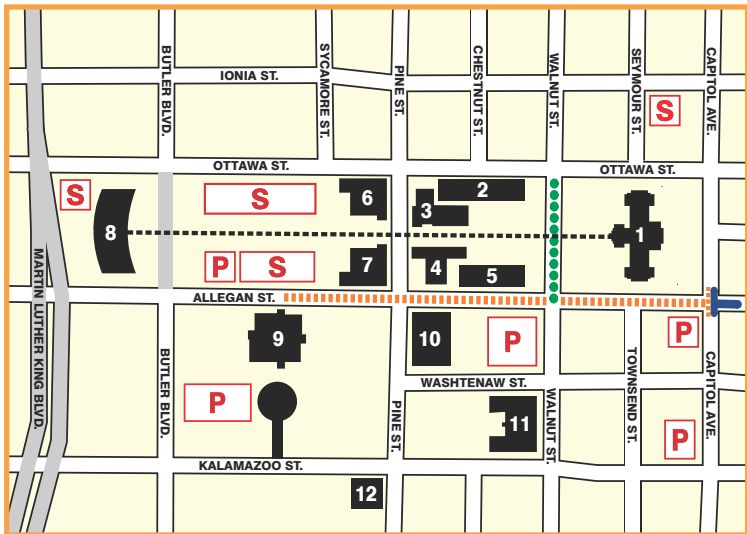 BUTLER BLVD.
SYCAMORE ST.
PINE ST.
CHESTNUT ST.
WALNUT ST.
SEYMOUR ST.
CAPITOL AVE.
IONIA ST.
S
OTTAWA ST.
OTTAWA ST.
S
S
6
2
3
8
1
7
4
5
P
S
MARTIN LUTHER KING BLVD.
ALLEGAN ST.
9
10
P
P
BUTLER BLVD.
TOWNSEND ST.
CAPITOL AVE.
WASHTENAW ST.
P
PINE ST.
WALNUT ST.
11
P
KALAMAZOO ST.
12